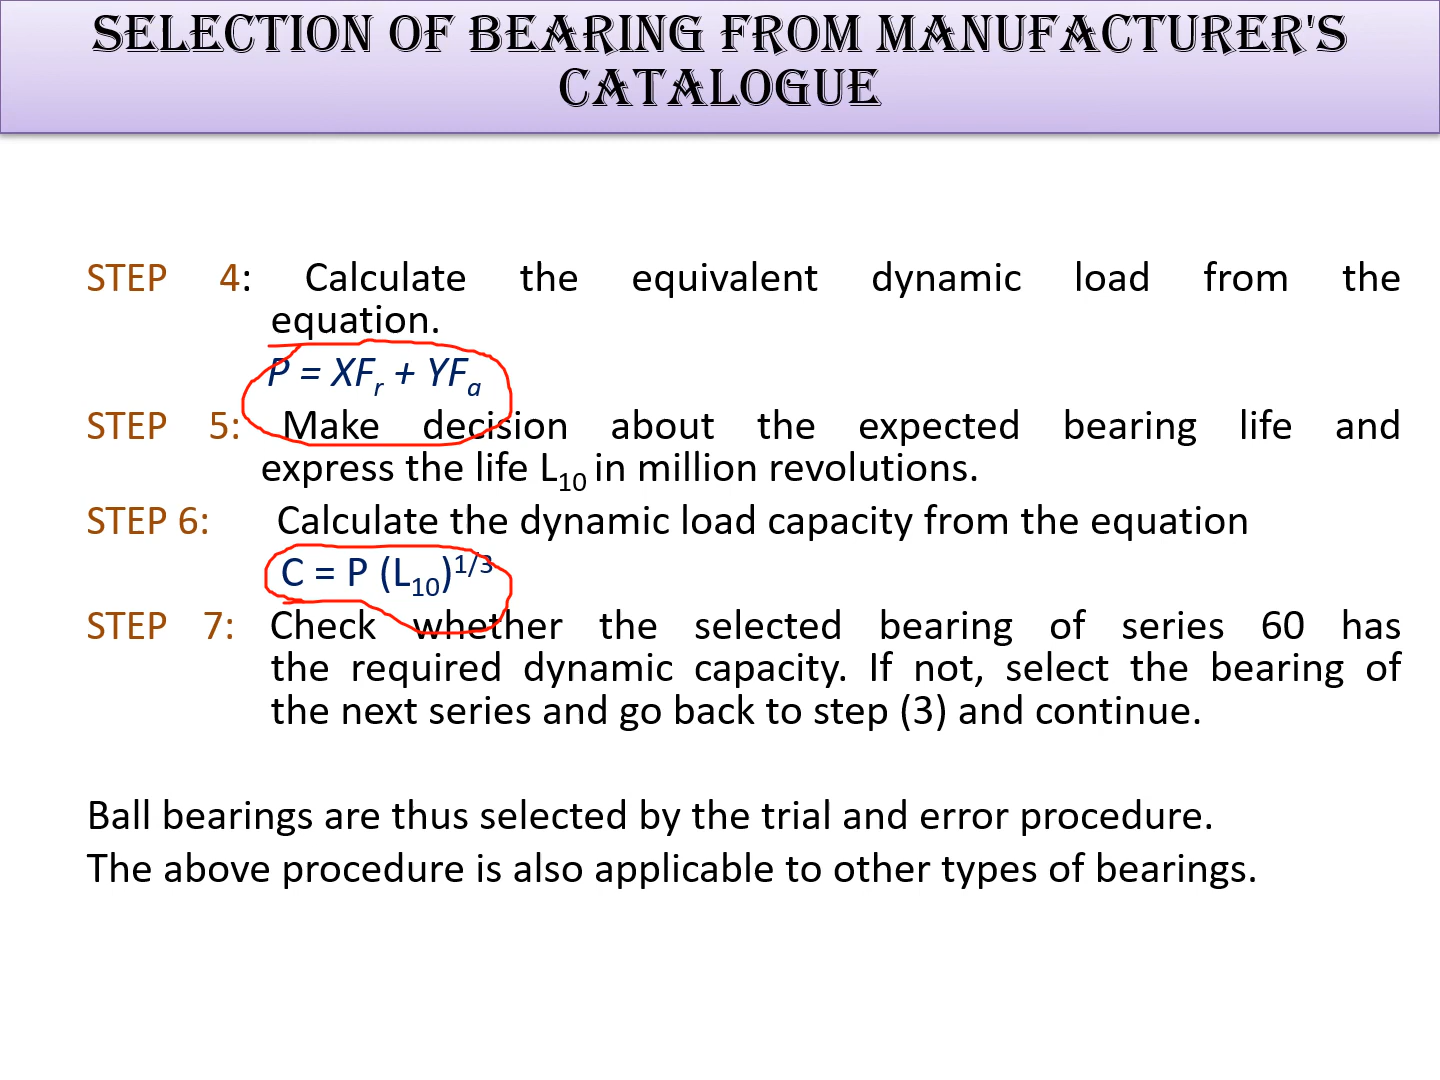 SELECTION OF BEARING FROM MANUFACTURER'S
CATALOGUE
STEP 4: Calculate the equivalent dynamic load from the
equation.
P = XFr + YFa
STEP 5: Make decision about the expected bearing life and
express the life L10 in million revolutions.
STEP 6: Calculate the dynamic load capacity from the equation
C = P (L10)1/3
STEP 7: Check whether the selected bearing of series 60 has
the required dynamic capacity. If not, select the bearing of
the next series and go back to step (3) and continue.
Ball bearings are thus selected by the trial and error procedure.
The above procedure is also applicable to other types of bearings.